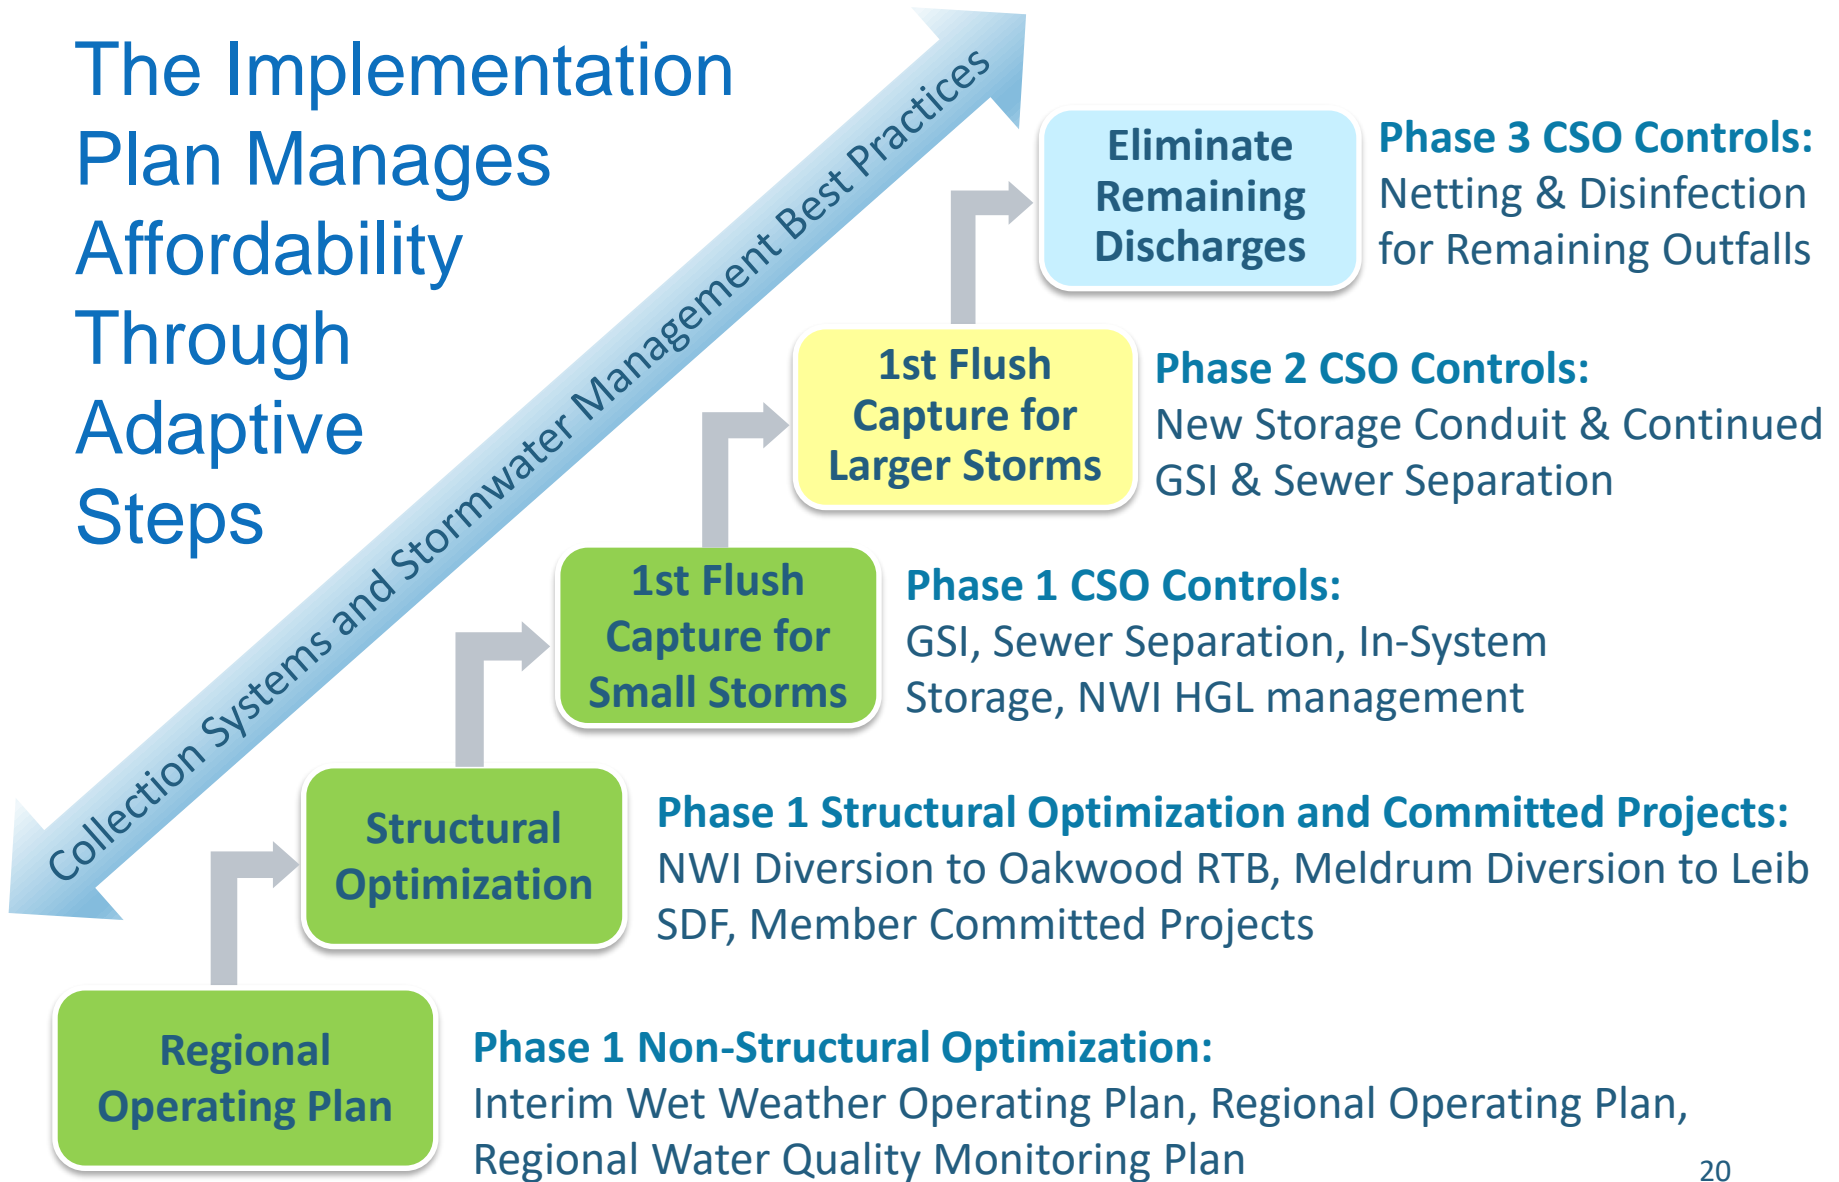 The Implementation
Plan Manages
Affordability
Through
Adaptive
Steps
Collection Systems and Stormwater Management Best Practices
Eliminate
Remaining
Discharges
Phase 3 CSO Controls:
Netting & Disinfection
for Remaining Outfalls
1st Flush
Capture for
Larger Storms
Phase 2 CSO Controls:
New Storage Conduit & Continued
GSI & Sewer Separation
1st Flush
Capture for
Small Storms
Phase 1 CSO Controls:
GSI, Sewer Separation, In-System
Storage, NWI HGL management
Structural
Optimization
Phase 1 Structural Optimization and Committed Projects:
NWI Diversion to Oakwood RTB, Meldrum Diversion to Leib
SDF, Member Committed Projects
Regional
Operating Plan
Phase 1 Non-Structural Optimization:
Interim Wet Weather Operating Plan, Regional Operating Plan,
Regional Water Quality Monitoring Plan
20